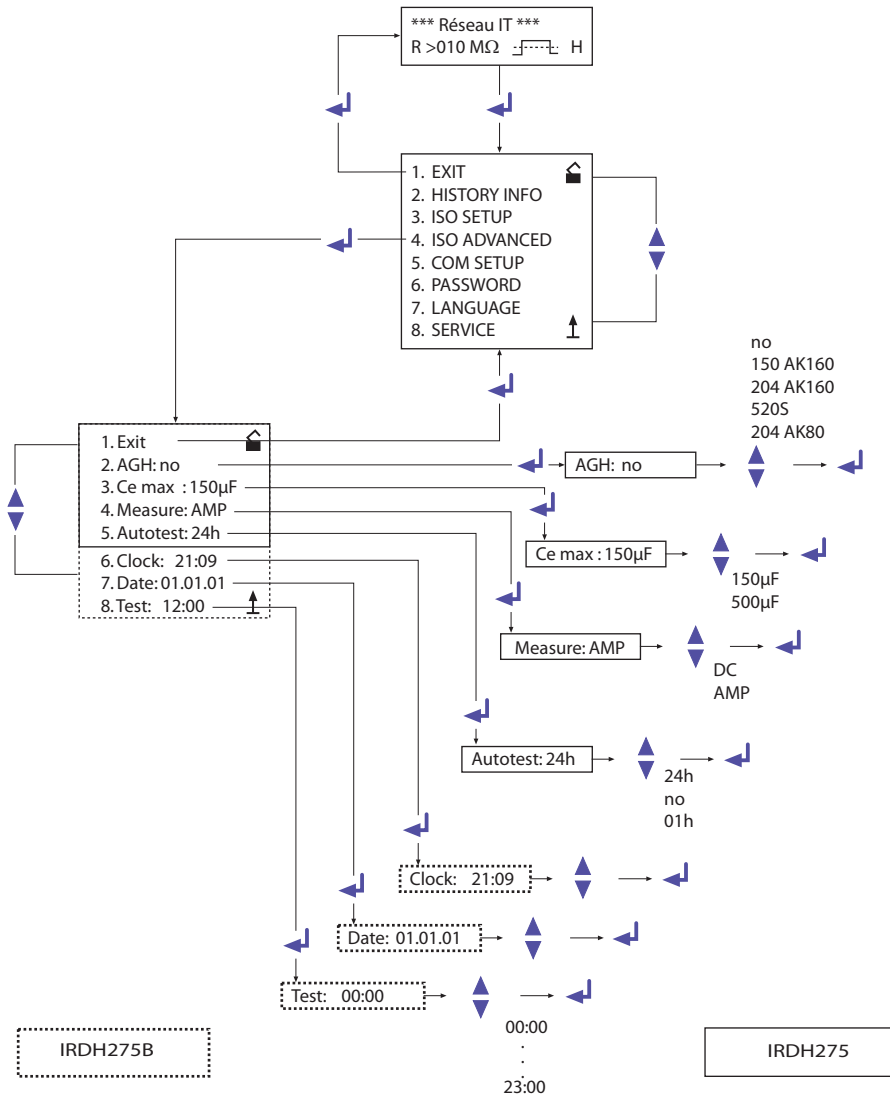 *** Réseau IT ***
R >010 MΩ H
1. EXIT
2. HISTORY INFO
3. ISO SETUP
4. ISO ADVANCED
5. COM SETUP
6. PASSWORD
7. LANGUAGE
8. SERVICE
no
150 AK160
204 AK160
520S
204 AK80
1. Exit
2. AGH: no
3. Ce max : 150µF
4. Measure: AMP
5. Autotest: 24h
6. Clock: 21:09
7. Date: 01.01.01
8. Test: 12:00
AGH: no
Ce max : 150µF
150µF
500µF
Measure: AMP
DC
AMP
Autotest: 24h
24h
no
01h
Clock: 21:09
Date: 01.01.01
Test: 00:00
00:00
.
.
.
23:00
IRDH275B
IRDH275